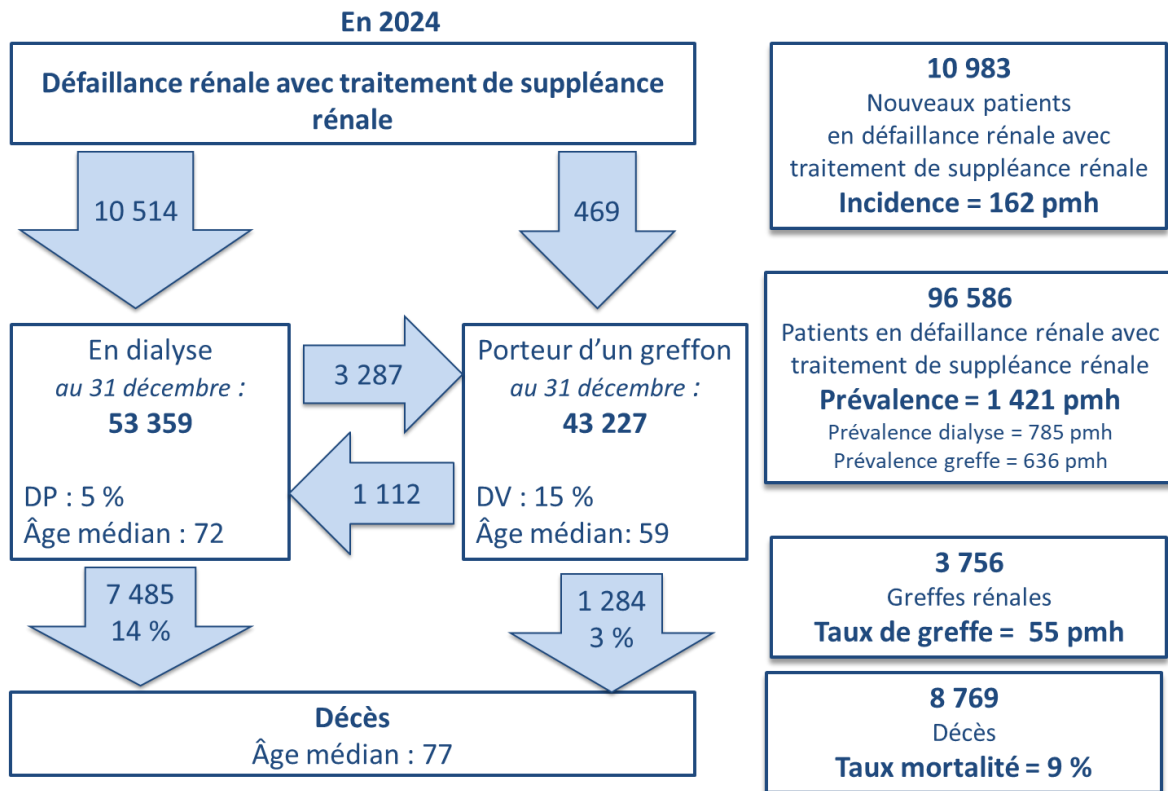 En 2024
Défaillance rénale avec traitement de suppléance
rénale
10 514
469
En dialyse
au 31 décembre :
53 359
DP : 5 %
Âge médian : 72
3 287
1 112
Porteur d’un greffon
au 31 décembre :
43 227
DV : 15 %
Âge médian: 59
7 485
14 %
1 284
3 %
Décès
Âge médian : 77
10 983
Nouveaux patients
en défaillance rénale avec
traitement de suppléance rénale
Incidence = 162 pmh
96 586
Patients en défaillance rénale avec
traitement de suppléance rénale
Prévalence = 1 421 pmh
Prévalence dialyse = 785 pmh
Prévalence greffe = 636 pmh
3 756
Greffes rénales
Taux de greffe = 55 pmh
8 769
Décès
Taux mortalité = 9 %